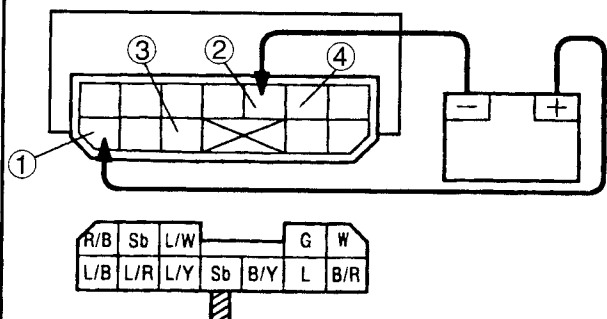 ③ ② ④
− +
①
R/B Sb L/W G W
L/B L/R L/Y Sb B/Y L B/R